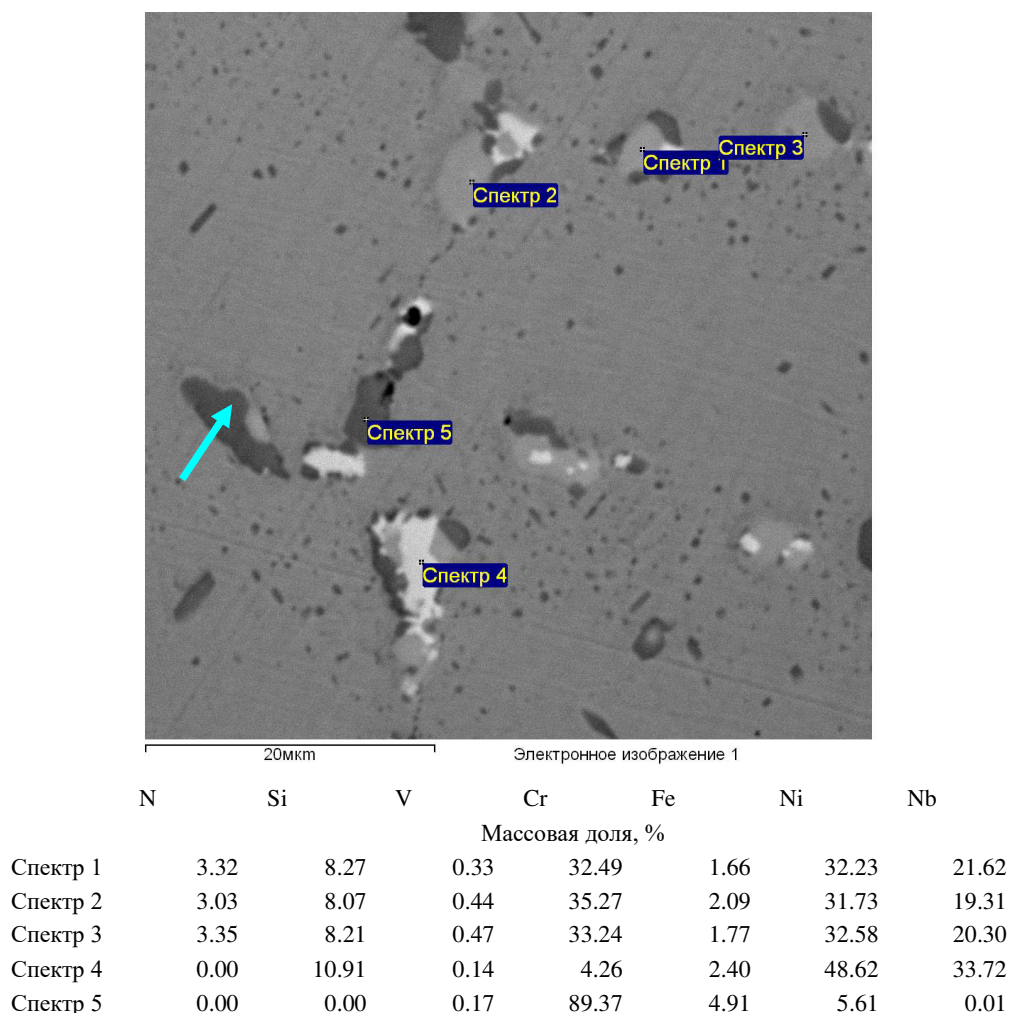 Спектр 1
Спектр 3
Спектр 2
Спектр 5
Спектр 4
20мкm
Электронное изображение 1
N Si V Cr Fe Ni Nb
Массовая доля, %
Спектр 1 3.32 8.27 0.33 32.49 1.66 32.23 21.62
Спектр 2 3.03 8.07 0.44 35.27 2.09 31.73 19.31
Спектр 3 3.35 8.21 0.47 33.24 1.77 32.58 20.30
Спектр 4 0.00 10.91 0.14 4.26 2.40 48.62 33.72
Спектр 5 0.00 0.00 0.17 89.37 4.91 5.61 0.01